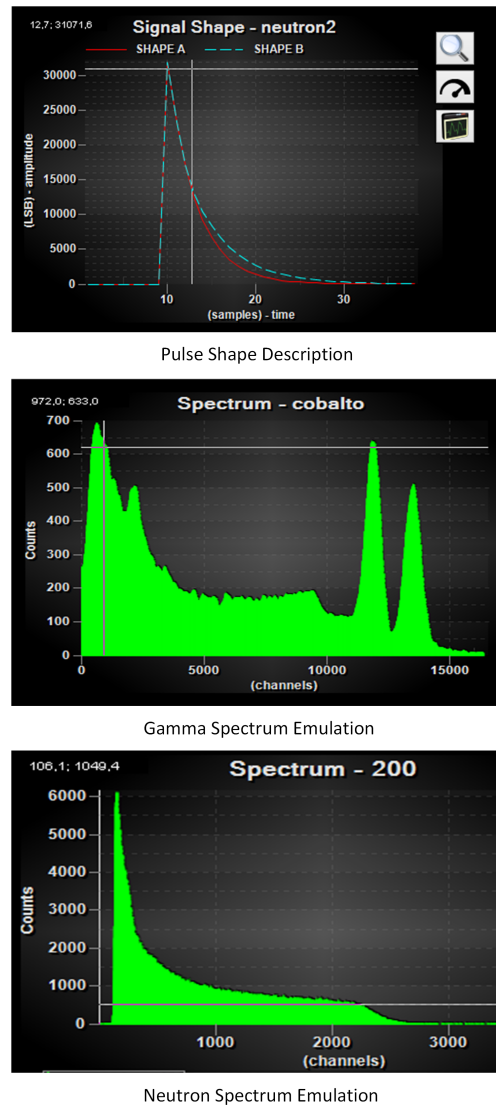 12,7; 31071,6
Signal Shape - neutron2
SHAPE A SHAPE B
30000
25000
20000
15000
10000
5000
0
(LSB) - amplitude
10 20 30
(samples) - time
Pulse Shape Description
972,0; 633,0
Spectrum - cobalto
700
600
500
400
300
200
100
0
Counts
0 5000 10000 15000
(channels)
Gamma Spectrum Emulation
106,1; 1049,4
Spectrum - 200
6000
5000
4000
3000
2000
1000
0
Counts
1000 2000 3000
(channels)
Neutron Spectrum Emulation